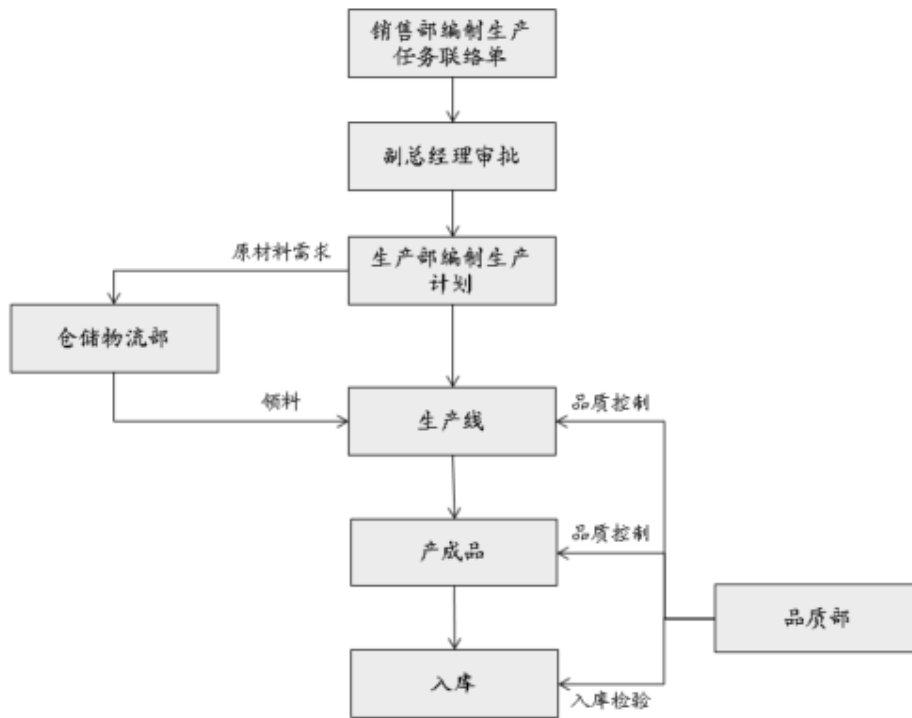 销售部编制生产
任务联络单
副总经理审批
原材料需求
生产部编制生产
计划
仓储物流部
领料
生产线
品质控制
产成品
品质控制
品质部
入库
入库检验